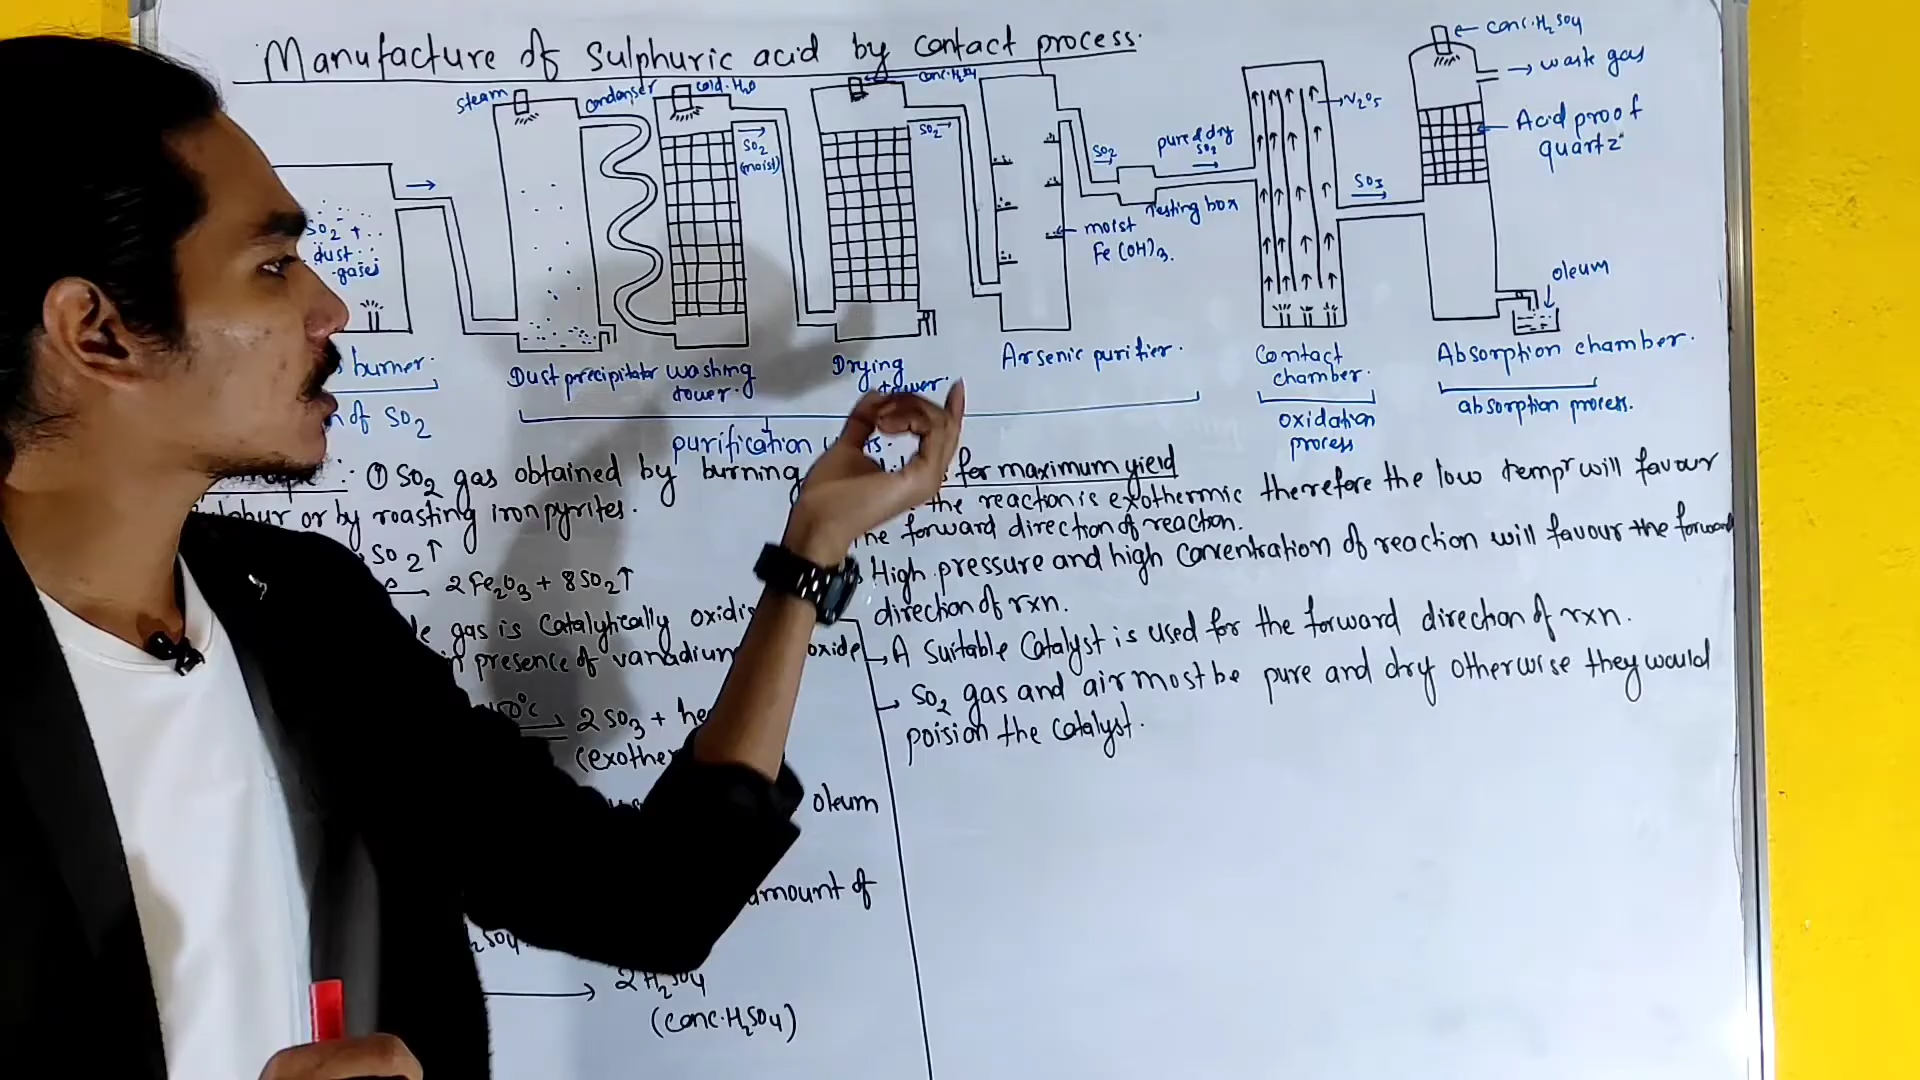 Manufacture of sulphuric acid by contact process.
steam
condenser
cold.H2O
conc.H2SO4
conc.H2SO4
waste gas
Acid proof
quartz
V2O5
SO2
(moist)
SO2
SO2
pure & dry
SO2
Testing box
moist
Fe(OH)3.
SO3
oleum
SO2 +
dust
gases
burner.
Dust precipitator
washing
tower.
Drying
tower.
Arsenic purifier.
Contact
chamber.
Absorption chamber.
of SO2
purification
oxidation
process
absorption process.
: ① SO2 gas obtained by burning
or by roasting iron pyrites.
SO2↑
→ 2Fe2O3 + 8SO2↑
gas is catalytically
presence of
oxide
2SO3 +
oleum
amount of
→ 2H2SO4
(conc.H2SO4)
for maximum yield
the reaction is exothermic therefore the low tempr will favour
forward direction of reaction.
High pressure and high concentration of reaction will favour the forward
direction of rxn.
→ A suitable catalyst is used for the forward direction of rxn.
→ SO2 gas and air most be pure and dry otherwise they would
poision the catalyst.